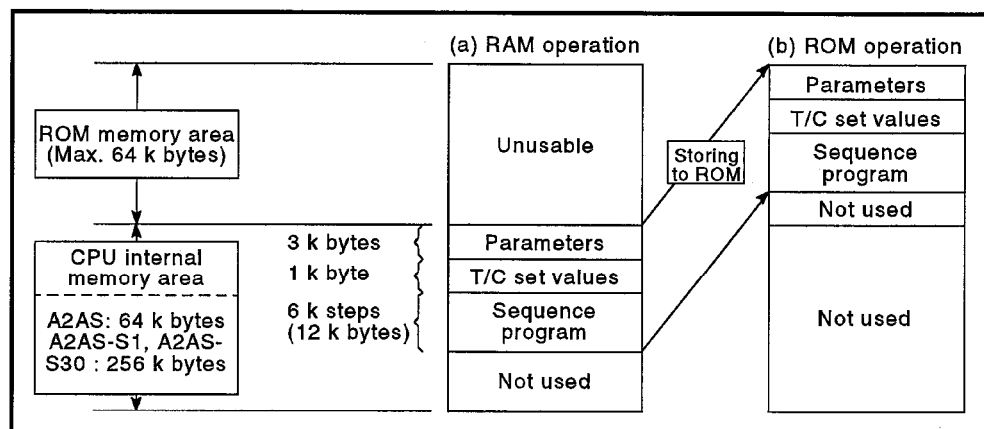 (a) RAM operation
(b) ROM operation
ROM memory area
(Max. 64 k bytes)
CPU internal
memory area
A2AS: 64 k bytes
A2AS-S1, A2AS-
S30 : 256 k bytes
3 k bytes
1 k byte
6 k steps
(12 k bytes)
Unusable
Parameters
T/C set values
Sequence
program
Not used
Storing
to ROM
Parameters
T/C set values
Sequence
program
Not used
Not used